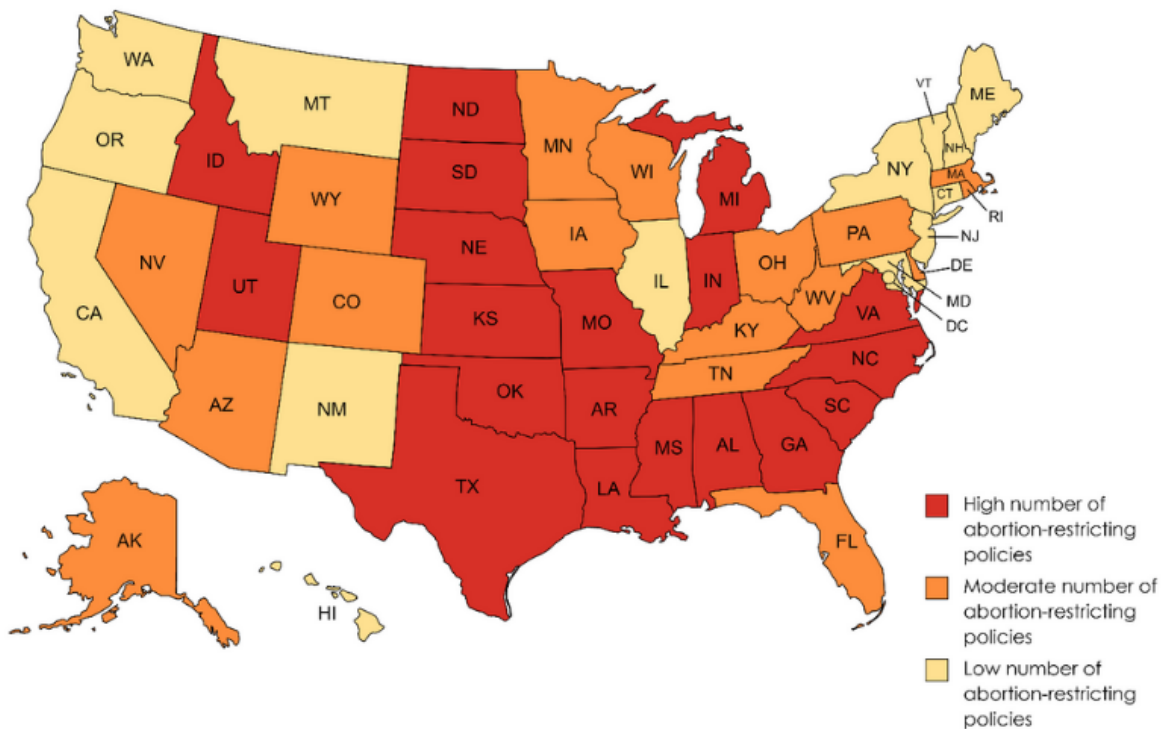 WA
MT
ND
MN
VT
ME
OR
ID
SD
WI
NY
NH
MA
CT
RI
WY
MI
NE
IA
PA
NJ
NV
UT
CO
IL
IN
OH
DE
CA
KS
MO
WV
VA
MD
KY
DC
AZ
NM
OK
AR
TN
NC
SC
MS
AL
GA
TX
LA
AK
FL
HI
High number of
abortion-restricting
policies
Moderate number of
abortion-restricting
policies
Low number of
abortion-restricting
policies